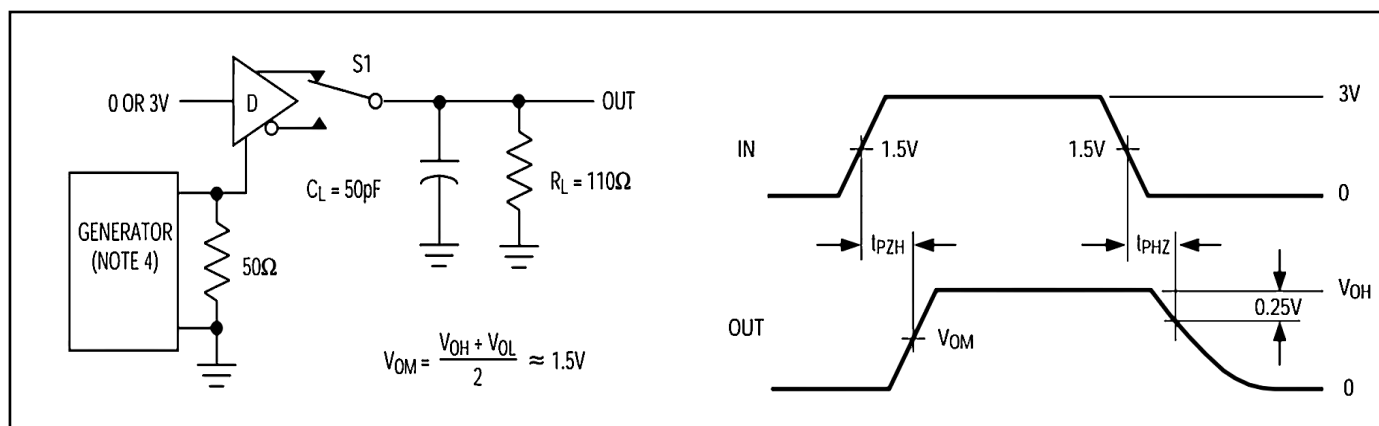 S1
0 OR 3V
D
OUT
GENERATOR
(NOTE 4)
50Ω
C_L = 50pF
R_L = 110Ω
V_OM = (V_OH + V_OL) / 2 ≈ 1.5V
IN
1.5V
1.5V
3V
0
t_PZH
t_PHZ
OUT
V_OM
V_OH
0.25V
0